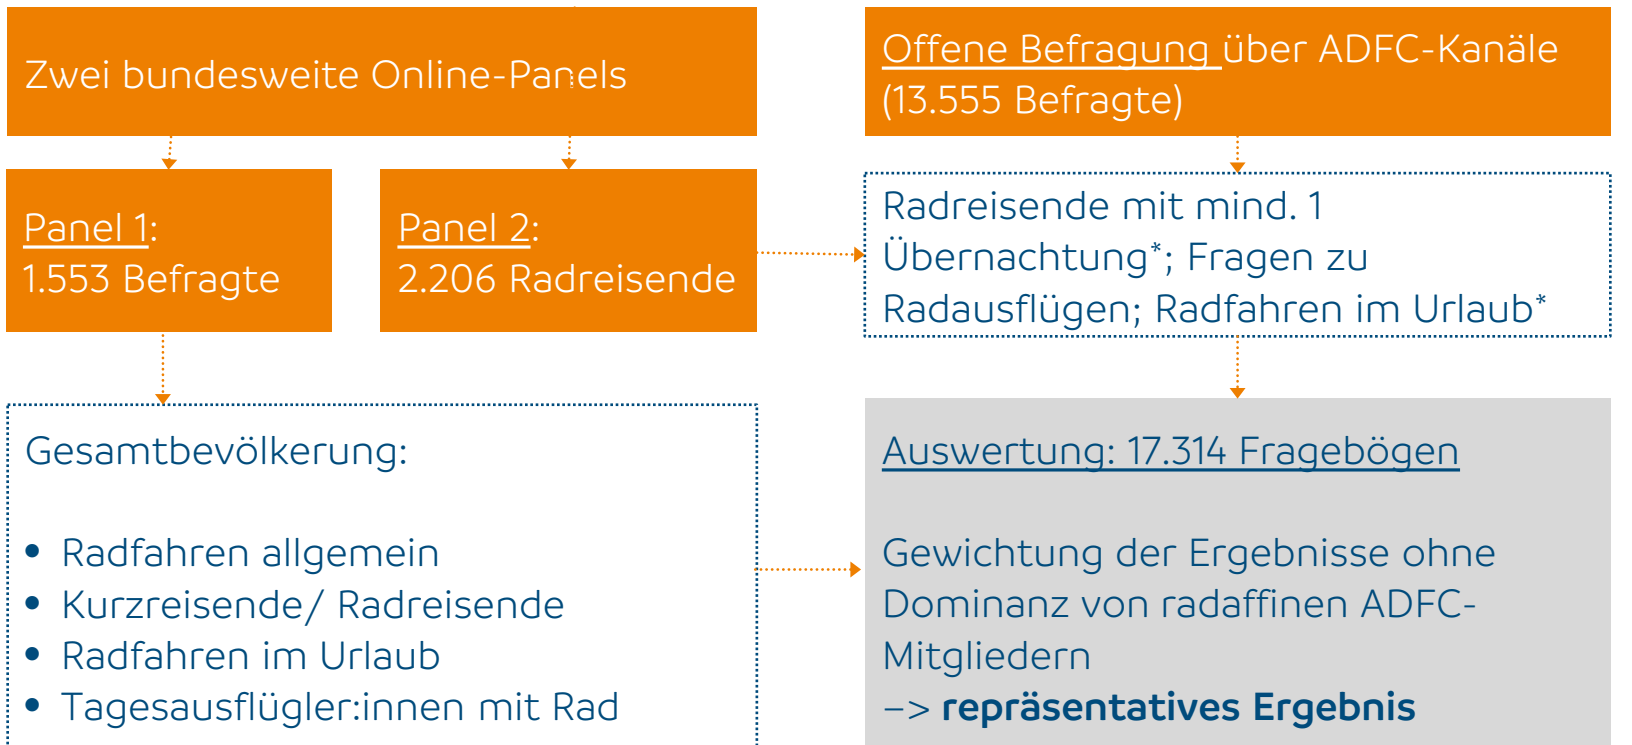 Zwei bundesweite Online-Panels
Offene Befragung über ADFC-Kanäle
(13.555 Befragte)
Panel 1:
1.553 Befragte
Panel 2:
2.206 Radreisende
Radreisende mit mind. 1
Übernachtung*; Fragen zu
Radausflügen; Radfahren im Urlaub*
Gesamtbevölkerung:
• Radfahren allgemein
• Kurzreisende/ Radreisende
• Radfahren im Urlaub
• Tagesausflügler:innen mit Rad
Auswertung: 17.314 Fragebögen
Gewichtung der Ergebnisse ohne
Dominanz von radaffinen ADFC-
Mitgliedern
–> repräsentatives Ergebnis